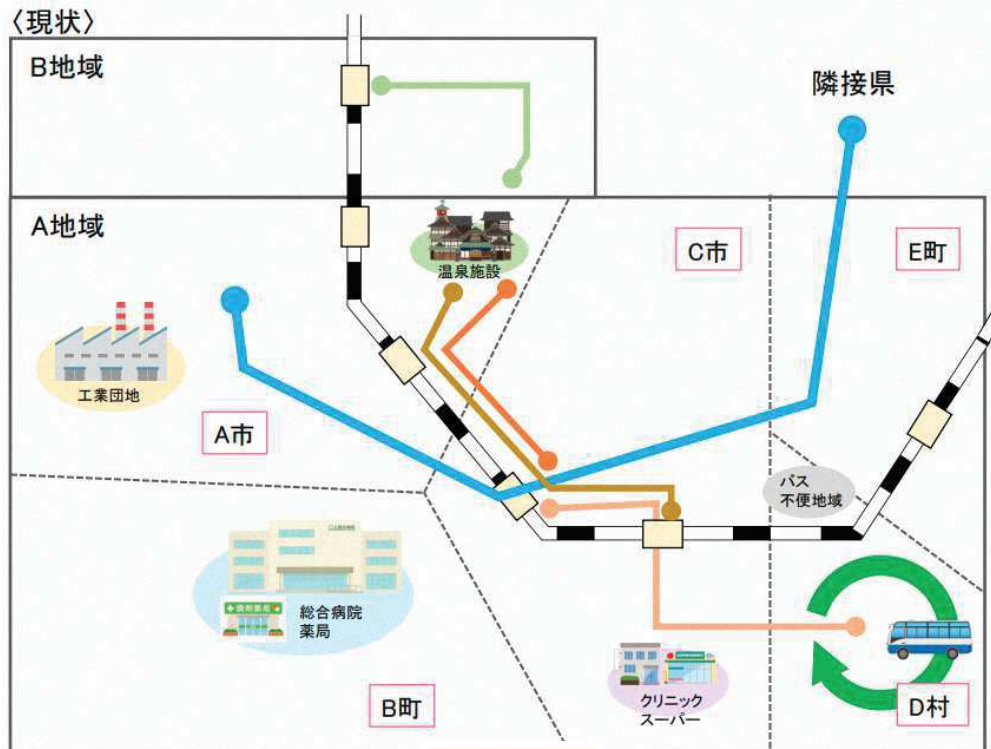 〈現状〉
B地域
隣接県
A地域
C市
E町
温泉施設
工業団地
A市
バス
不便地域
総合病院
薬局
クリニック
スーパー
B町
D村